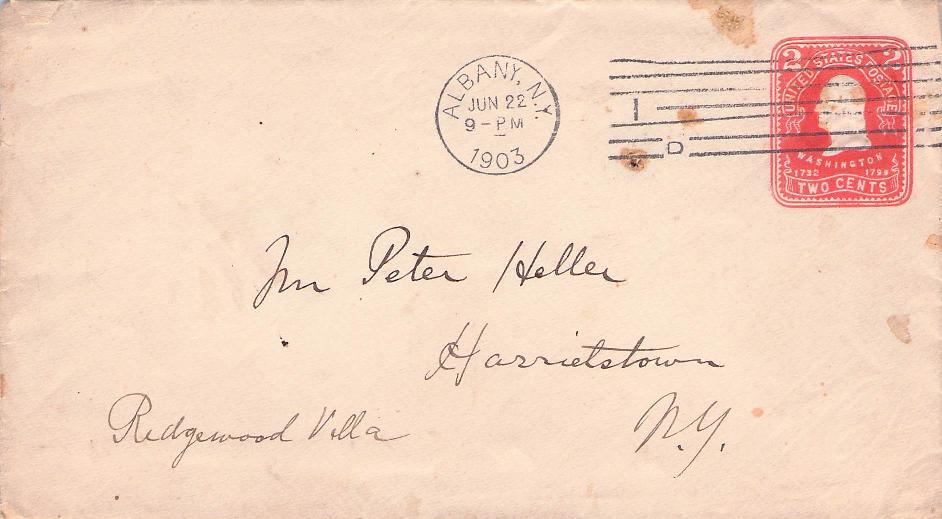 ALBANY, N.Y.
JUN 22
9-PM
1903
1
D
2 2
UNITED STATES POSTAGE
WASHINGTON
1732 1799
TWO CENTS
Mr Peter Heller
Harrietstown
Ridgewood Villa
N.Y.